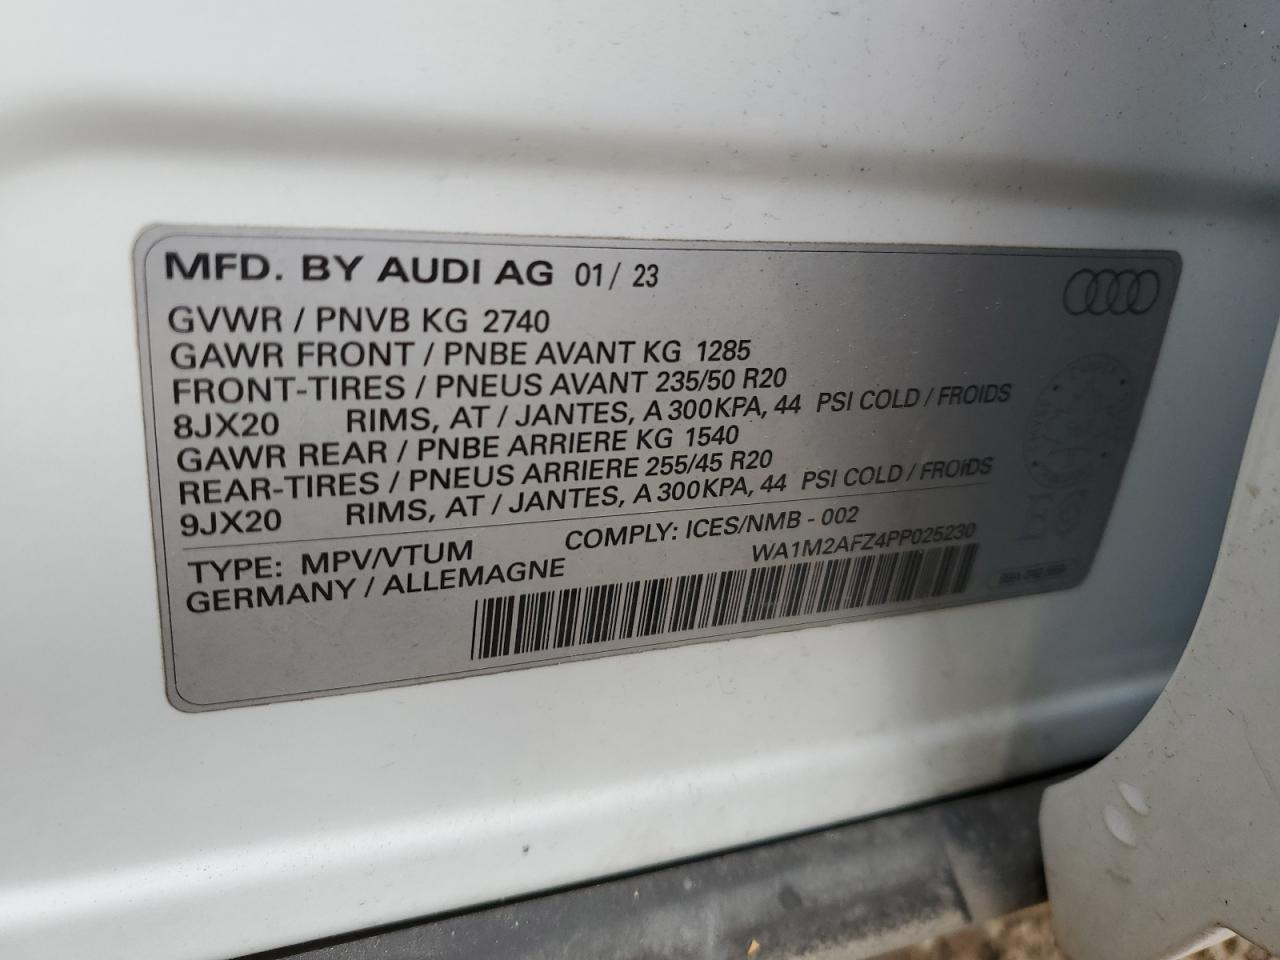 MFD. BY AUDI AG 01/ 23
GVWR / PNVB KG 2740
GAWR FRONT / PNBE AVANT KG 1285
FRONT-TIRES / PNEUS AVANT 235/50 R20
8JX20 RIMS, AT / JANTES, A 300KPA, 44 PSI COLD / FROIDS
GAWR REAR / PNBE ARRIERE KG 1540
REAR-TIRES / PNEUS ARRIERE 255/45 R20
9JX20 RIMS, AT / JANTES, A 300KPA, 44 PSI COLD / FROIDS
TYPE: MPV/VTUM COMPLY: ICES/NMB - 002
GERMANY / ALLEMAGNE WA1M2AFZ4PP025230